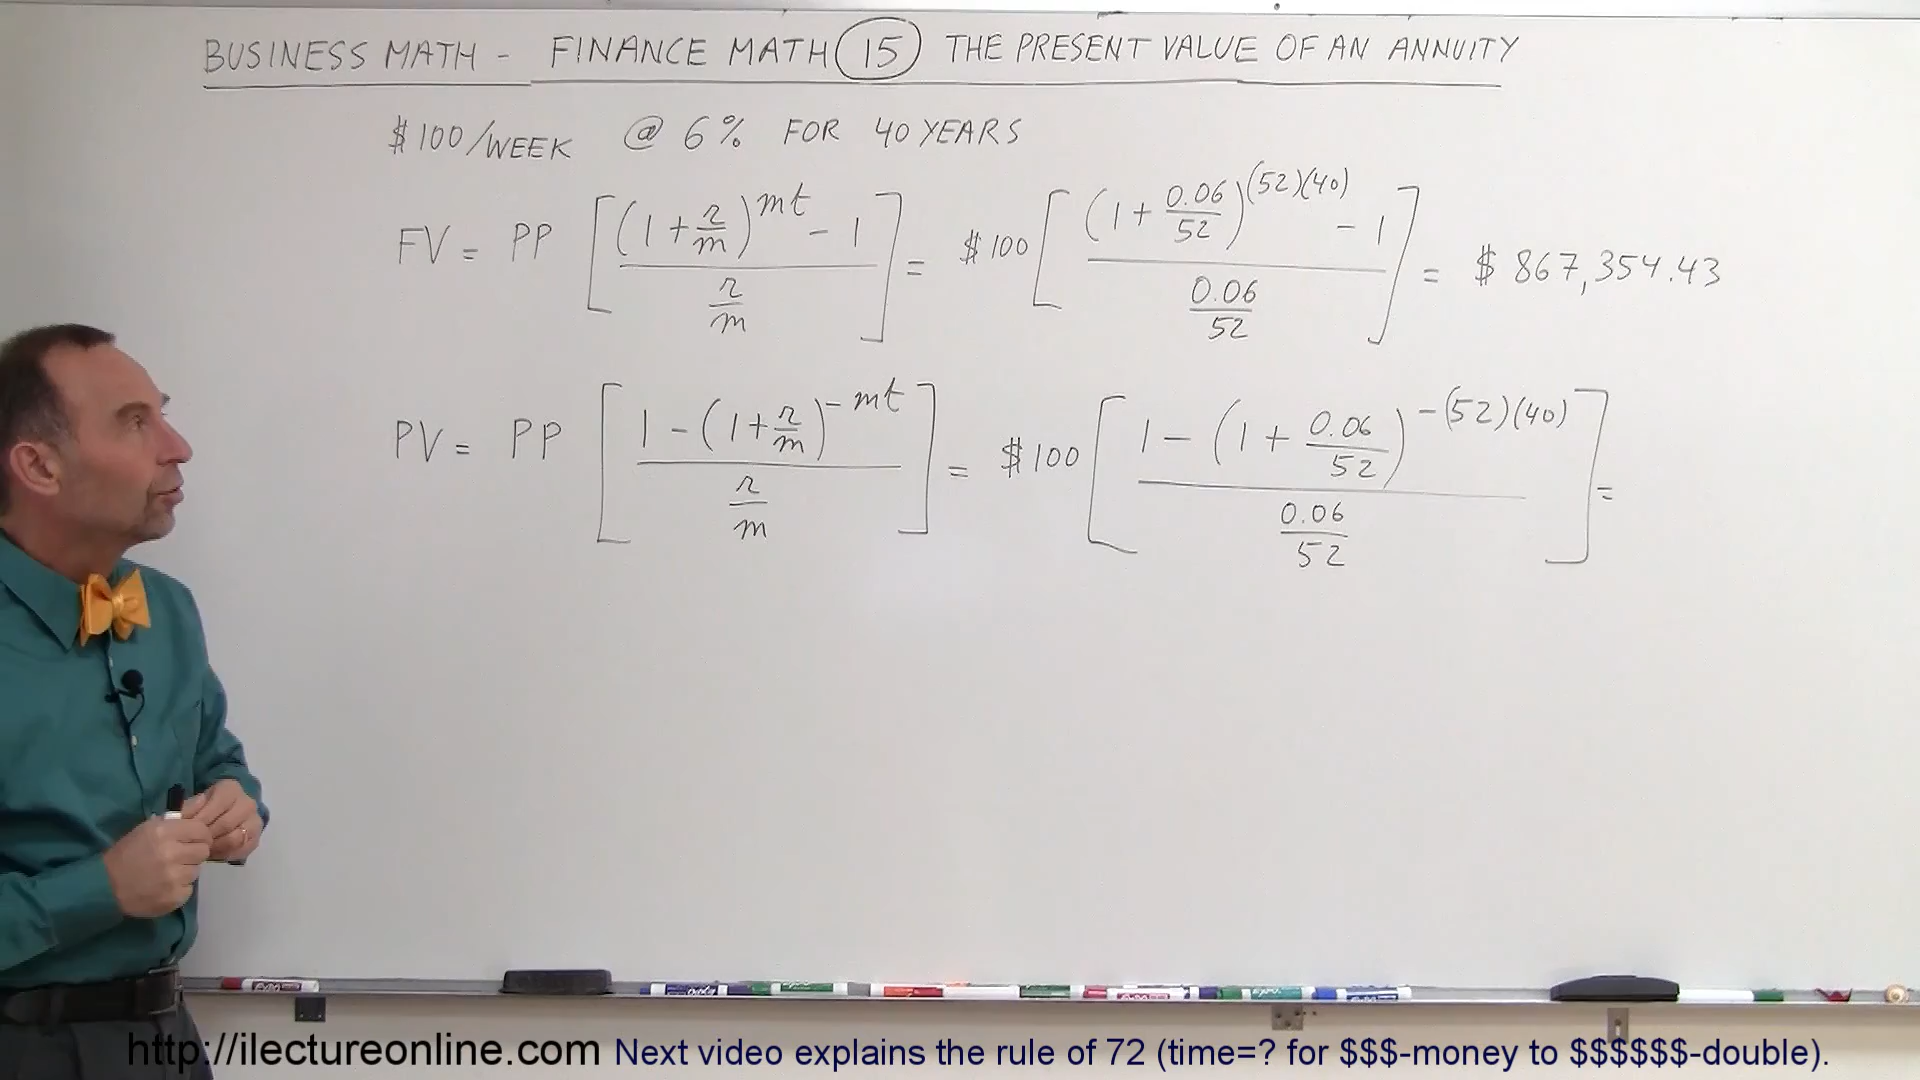 BUSINESS MATH - FINANCE MATH 15 THE PRESENT VALUE OF AN ANNUITY
$100/WEEK @ 6% FOR 40 YEARS
FV = PP [((1 + r/m)^mt - 1) / (r/m)] = $100 [((1 + 0.06/52)^(52)(40) - 1) / (0.06/52)] = $867,354.43
PV = PP [(1 - (1 + r/m)^-mt) / (r/m)] = $100 [(1 - (1 + 0.06/52)^-(52)(40)) / (0.06/52)] =
http://ilectureonline.com Next video explains the rule of 72 (time=? for $$$-money to $$$$$$-double).